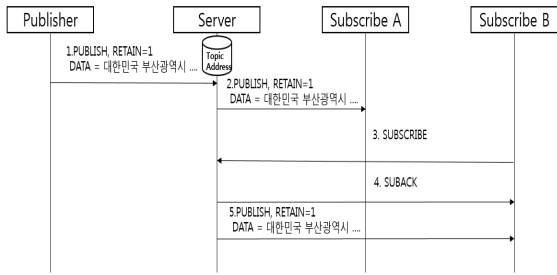 Publisher
Server
Subscribe A
Subscribe B
1.PUBLISH, RETAIN=1
DATA = 대한민국 부산광역시 ....
Topic
Address
2.PUBLISH, RETAIN=1
DATA = 대한민국 부산광역시 ....
3. SUBSCRIBE
4. SUBACK
5.PUBLISH, RETAIN=1
DATA = 대한민국 부산광역시 ....